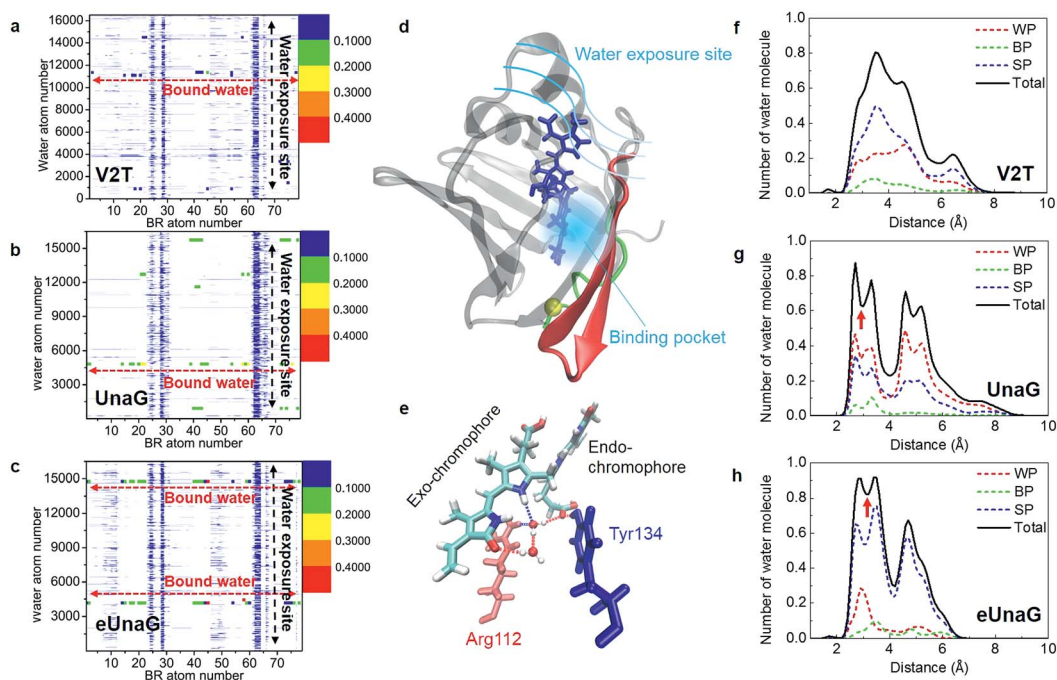 a
16000
14000
12000
10000
8000
6000
4000
2000
0
Water atom number
10 20 30 40 50 60 70
BR atom number
V2T
Bound water
Water exposure site
0.1000
0.2000
0.3000
0.4000
b
15000
12000
9000
6000
3000
Water atom number
10 20 30 40 50 60 70
BR atom number
UnaG
Bound water
Water exposure site
0.1000
0.2000
0.3000
0.4000
c
15000
12000
9000
6000
3000
Water atom number
10 20 30 40 50 60 70
BR atom number
eUnaG
Bound water
Bound water
Water exposure site
0.1000
0.2000
0.3000
0.4000
d
Water exposure site
Binding pocket
e
Exo-chromophore
Endo-
chromophore
Tyr134
Arg112
f
Number of water molecule
1.0
0.8
0.6
0.4
0.2
0.0
0 2 4 6 8 10
Distance (Å)
WP
BP
SP
Total
V2T
g
Number of water molecule
1.0
0.8
0.6
0.4
0.2
0.0
0 2 4 6 8 10
Distance (Å)
WP
BP
SP
Total
UnaG
h
Number of water molecule
1.0
0.8
0.6
0.4
0.2
0.0
0 2 4 6 8 10
Distance (Å)
WP
BP
SP
Total
eUnaG